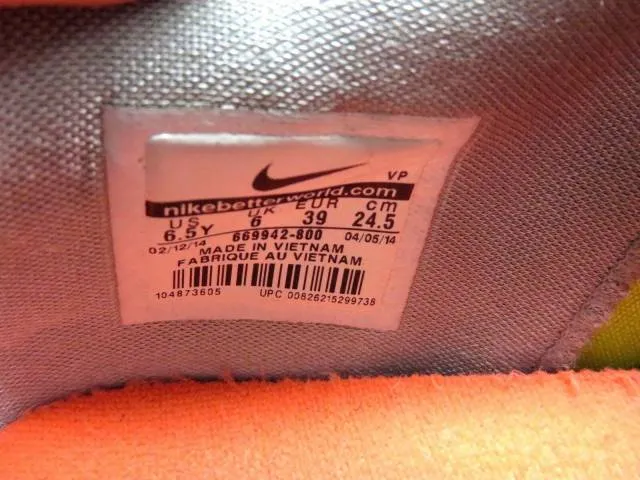 VP
nikebetterworld.com
US UK EUR cm
6.5Y 6 39 24.5
02/12/14 669942-800 04/05/14
MADE IN VIETNAM
FABRIQUE AU VIETNAM
104873605 UPC 00826215299738